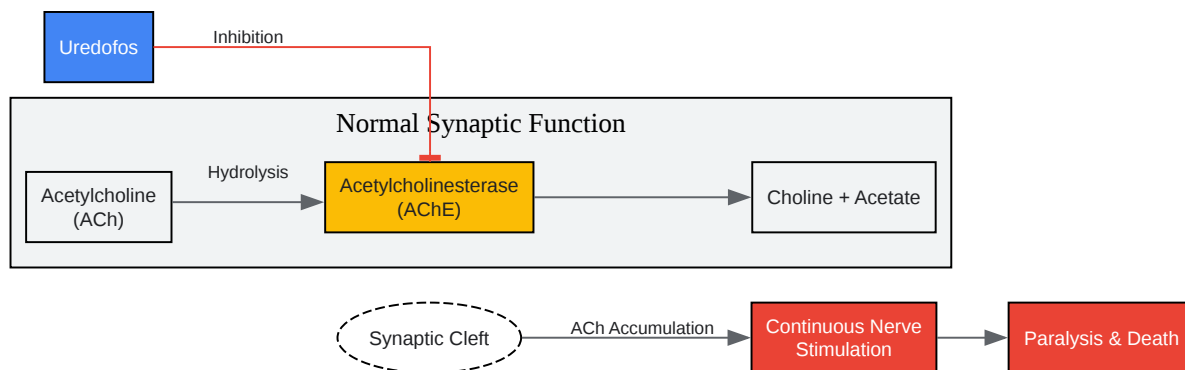 Uredofos
Inhibition
Normal Synaptic Function
Acetylcholine
(ACh)
Hydrolysis
Acetylcholinesterase
(AChE)
Choline + Acetate
Synaptic Cleft
ACh Accumulation
Continuous Nerve
Stimulation
Paralysis & Death